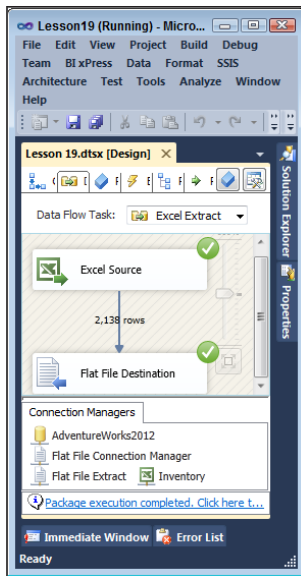 Lesson19 (Running) - Micro...
File Edit View Project Build Debug
Team BI xPress Data Format SSIS
Architecture Test Tools Analyze Window
Help
Lesson 19.dtsx [Design]
Data Flow Task: Excel Extract
Excel Source
2,138 rows
Flat File Destination
Connection Managers
AdventureWorks2012
Flat File Connection Manager
Flat File Extract Inventory
Package execution completed. Click here t...
Immediate Window Error List
Ready
Solution Explorer
Properties